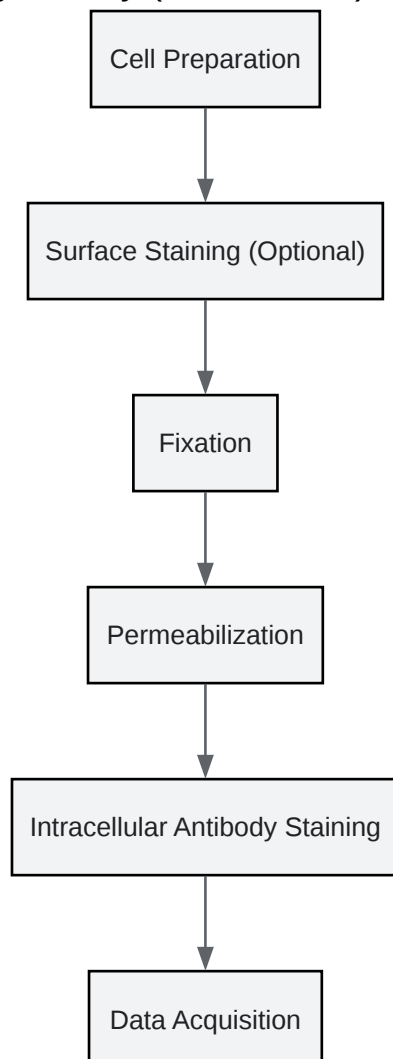 Cell Preparation
Surface Staining (Optional)
Fixation
Permeabilization
Intracellular Antibody Staining
Data Acquisition